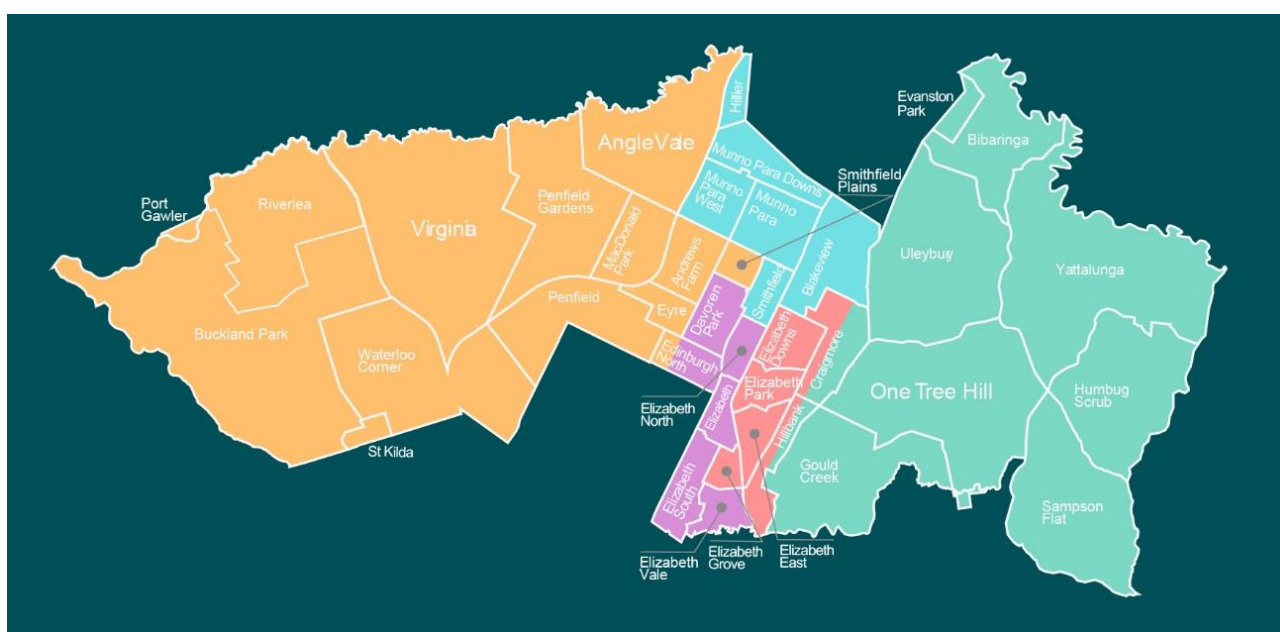 Hillier
Evanston
Park
Bibaringa
Angle Vale
Munno Para Downs
Smithfield
Plains
Port
Gawler
Riverlea
Penfield
Gardens
Munno
Para
West
Munno
Para
Virginia
MacDonald
Park
Andrews
Farm
Blakeview
Uleybury
Yattalunga
Smithfield
Penfield
Eyre
Davoren
Park
Buckland Park
Waterloo
Corner
Edinburgh
North
Elizabeth
Downs
Craigmore
Elizabeth
Park
One Tree Hill
Humbug
Scrub
Elizabeth
North
Elizabeth
Hillbank
St Kilda
Gould
Creek
Elizabeth
South
Sampson
Flat
Elizabeth
Vale
Elizabeth
Grove
Elizabeth
East